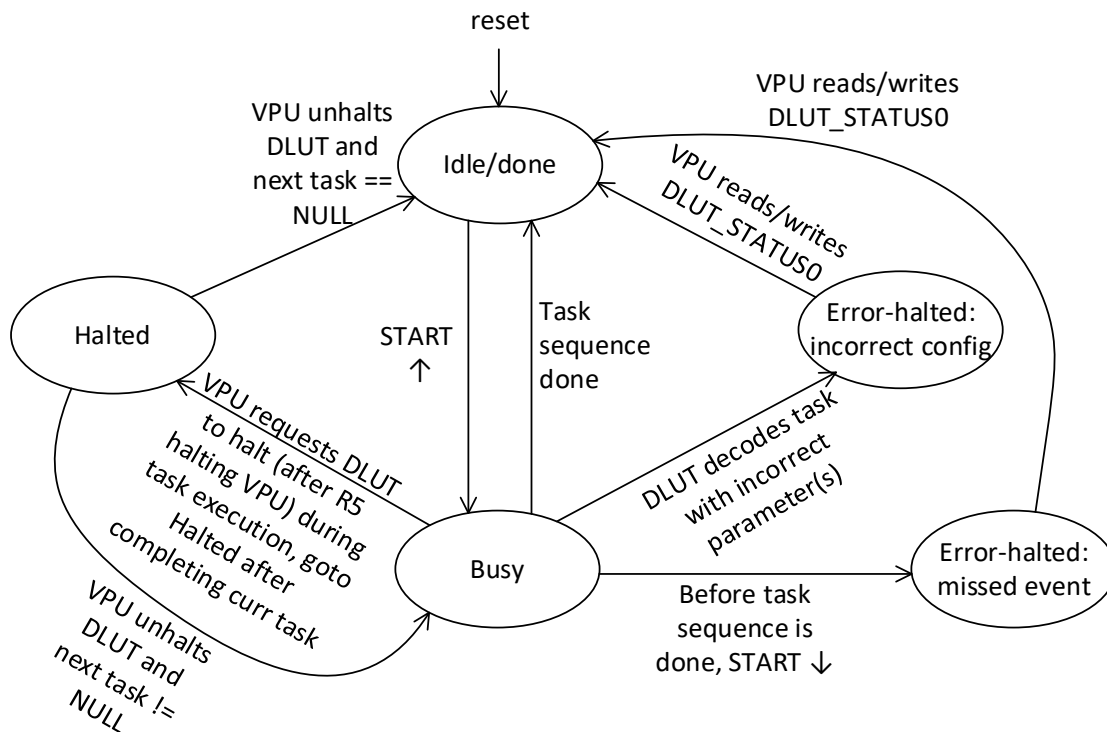 reset
VPU reads/writes
DLUT_STATUS0
VPU unhalts
DLUT and
next task ==
NULL
Idle/done
VPU reads/writes
DLUT_STATUS0
Halted
START
↑
Task
sequence
done
Error-halted:
incorrect config
VPU requests DLUT
to halt (after R5
halting VPU) during
task execution, goto
Halted after
completing curr task
DLUT decodes task
with incorrect
parameter(s)
Busy
Error-halted:
missed event
VPU unhalts
DLUT and
next task !=
NULL
Before task
sequence is
done, START ↓